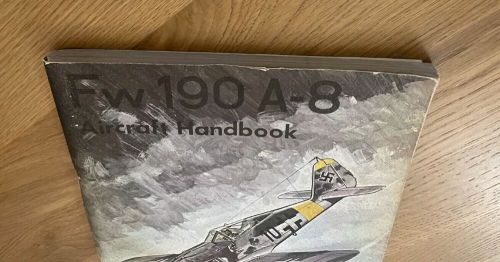 Fw 190 A-8
Aircraft Handbook